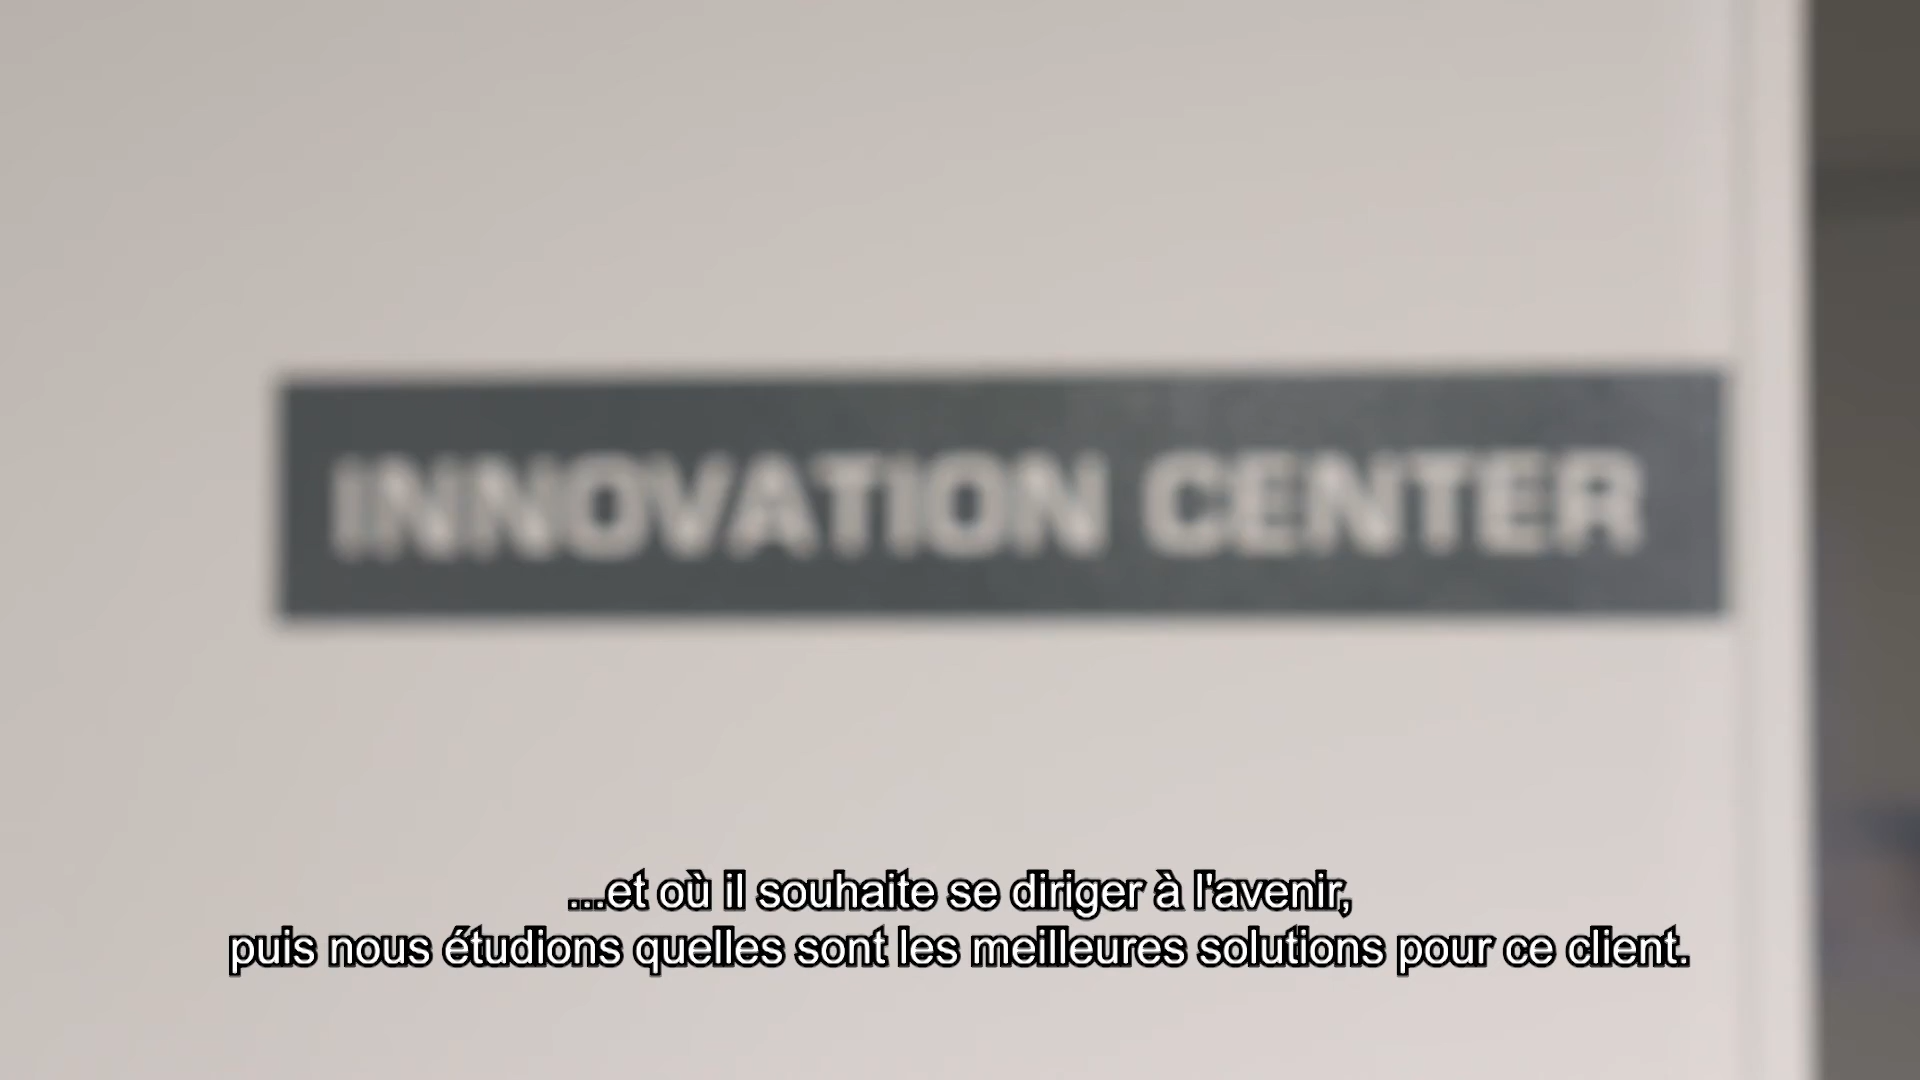 INNOVATION CENTER
...et où il souhaite se diriger à l'avenir,
puis nous étudions quelles sont les meilleures solutions pour ce client.